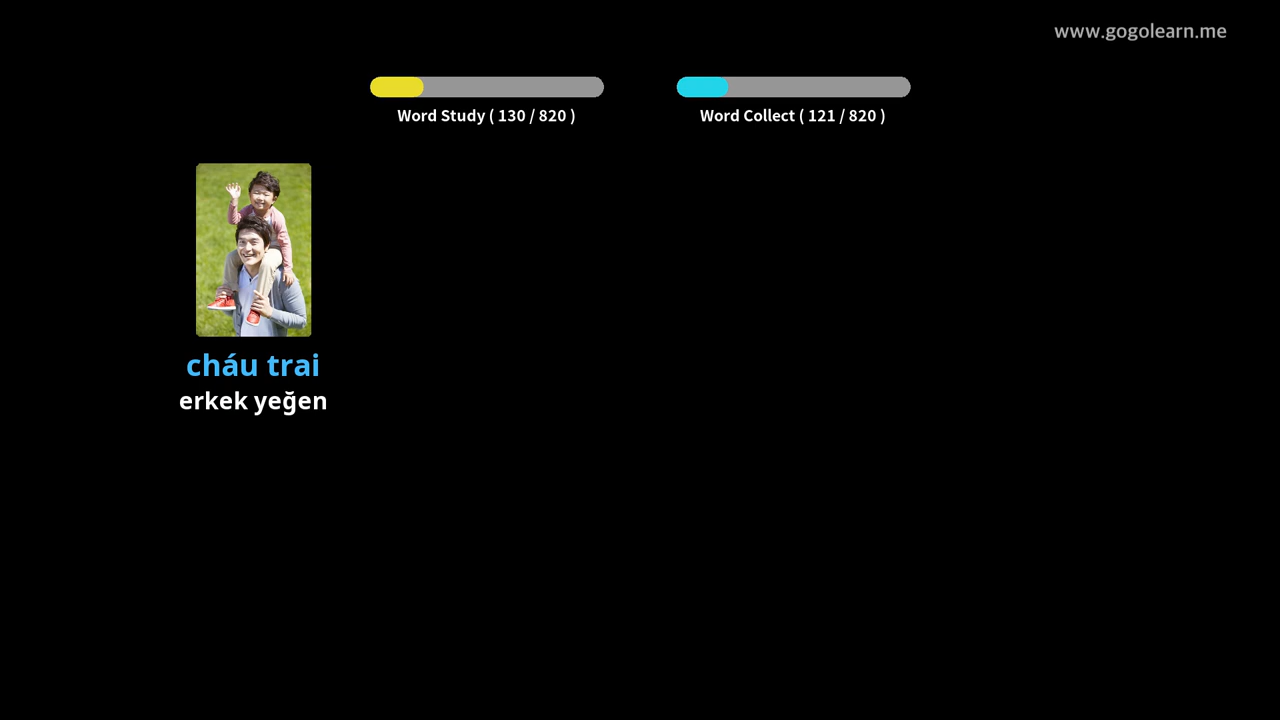 www.gogolearn.me
Word Study ( 130 / 820 )
Word Collect ( 121 / 820 )
cháu trai
erkek yeğen